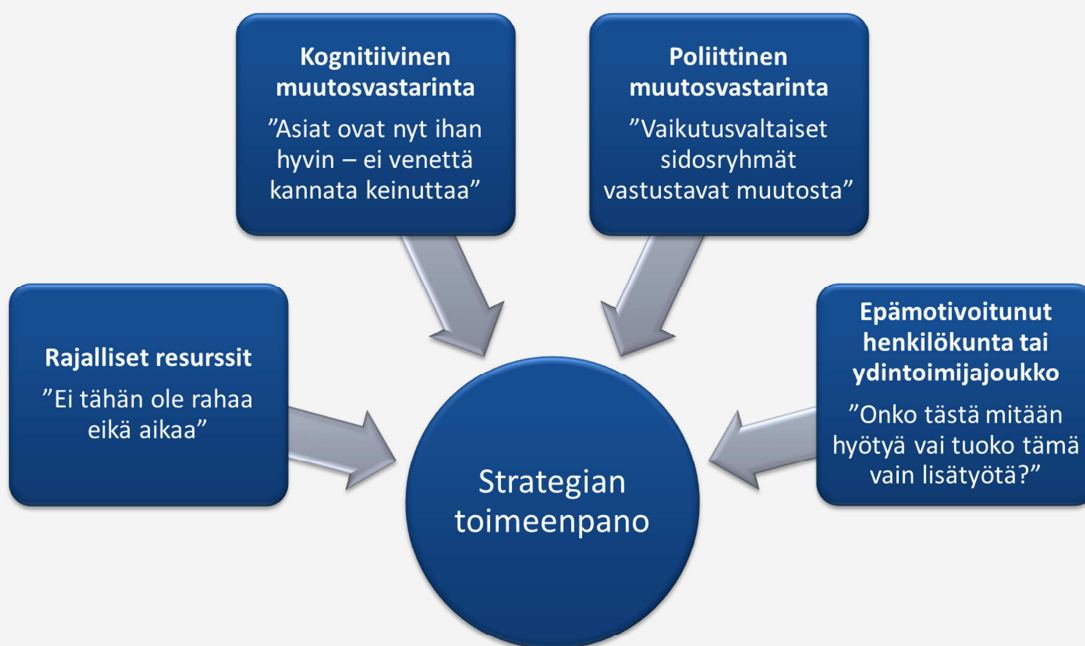 Kognitiivinen
muutosvastarinta
”Asiat ovat nyt ihan
hyvin – ei venettä
kannata keinuttaa”
Poliittinen
muutosvastarinta
”Vaikutusvaltaiset
sidosryhmät
vastustavat muutosta”
Rajalliset resurssit
”Ei tähän ole rahaa
eikä aikaa”
Epämotivoitunut
henkilökunta tai
ydintoimijajoukko
”Onko tästä mitään
hyötyä vai tuoko tämä
vain lisätyötä?”
Strategian
toimeenpano